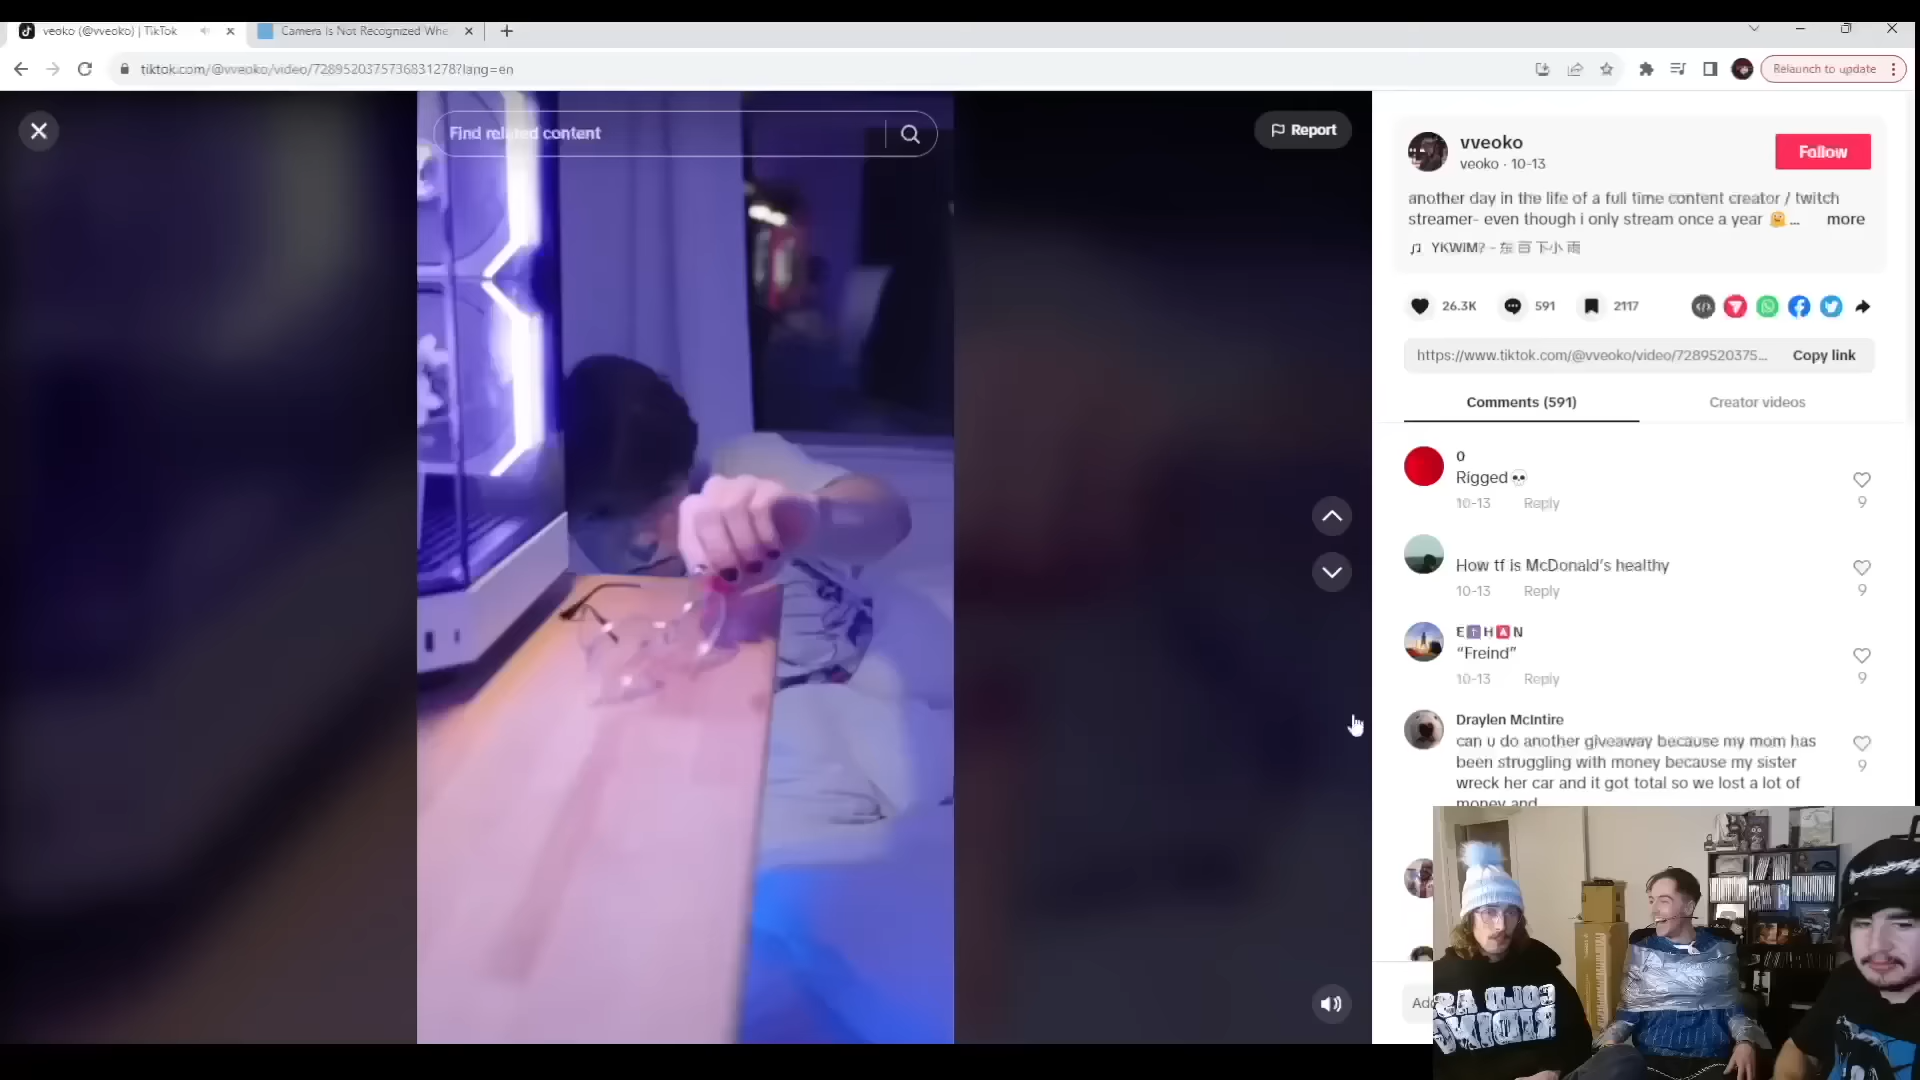 veoko (@vveoko) | TikTok
Camera Is Not Recognized Whe
tiktok.com/@vveoko/video/7289520375736831278?lang=en
Relaunch to update
Find related content
Report
vveoko
veoko · 10-13
Follow
another day in the life of a full time content creator / twitch
streamer- even though i only stream once a year 🤗 ... more
YKWIM? -
26.3K
591
2117
https://www.tiktok.com/@vveoko/video/7289520375...
Copy link
Comments (591)
Creator videos
0
Rigged💀
10-13 Reply
9
How tf is McDonald's healthy
10-13 Reply
9
E⬆️H🅰️N
“Freind”
10-13 Reply
9
Draylen McIntire
can u do another giveaway because my mom has
been struggling with money because my sister
wreck her car and it got total so we lost a lot of
money and
9